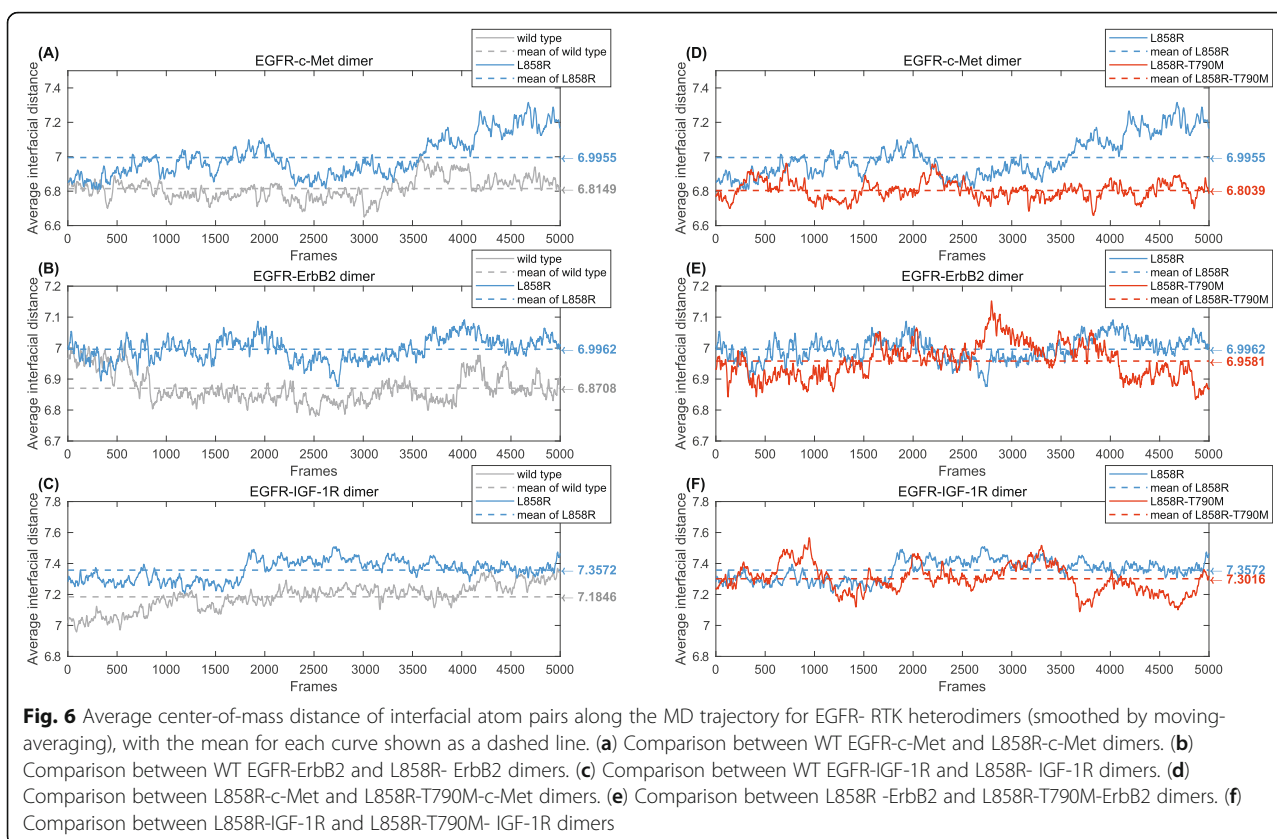 (A)
EGFR-c-Met dimer
wild type
mean of wild type
L858R
mean of L858R
Average interfacial distance
7.4
7.2
7
6.8
6.6
0 500 1000 1500 2000 2500 3000 3500 4000 4500 5000
Frames
6.9955
6.8149
(D)
EGFR-c-Met dimer
L858R
mean of L858R
L858R-T790M
mean of L858R-T790M
Average interfacial distance
7.4
7.2
7
6.8
6.6
0 500 1000 1500 2000 2500 3000 3500 4000 4500 5000
Frames
6.9955
6.8039
(B)
EGFR-ErbB2 dimer
wild type
mean of wild type
L858R
mean of L858R
Average interfacial distance
7.2
7.1
7
6.9
6.8
6.7
0 500 1000 1500 2000 2500 3000 3500 4000 4500 5000
Frames
6.9962
6.8708
(E)
EGFR-ErbB2 dimer
L858R
mean of L858R
L858R-T790M
mean of L858R-T790M
Average interfacial distance
7.2
7.1
7
6.9
6.8
6.7
0 500 1000 1500 2000 2500 3000 3500 4000 4500 5000
Frames
6.9962
6.9581
(C)
EGFR-IGF-1R dimer
wild type
mean of wild type
L858R
mean of L858R
Average interfacial distance
7.8
7.6
7.4
7.2
7
0 500 1000 1500 2000 2500 3000 3500 4000 4500 5000
Frames
7.3572
7.1846
(F)
EGFR-IGF-1R dimer
L858R
mean of L858R
L858R-T790M
mean of L858R-T790M
Average interfacial distance
7.8
7.6
7.4
7.2
7
0 500 1000 1500 2000 2500 3000 3500 4000 4500 5000
Frames
7.3572
7.3016
Fig. 6 Average center-of-mass distance of interfacial atom pairs along the MD trajectory for EGFR- RTK heterodimers (smoothed by moving-
averaging), with the mean for each curve shown as a dashed line. (a) Comparison between WT EGFR-c-Met and L858R-c-Met dimers. (b)
Comparison between WT EGFR-ErbB2 and L858R- ErbB2 dimers. (c) Comparison between WT EGFR-IGF-1R and L858R- IGF-1R dimers. (d)
Comparison between L858R-c-Met and L858R-T790M-c-Met dimers. (e) Comparison between L858R -ErbB2 and L858R-T790M-ErbB2 dimers. (f)
Comparison between L858R-IGF-1R and L858R-T790M- IGF-1R dimers